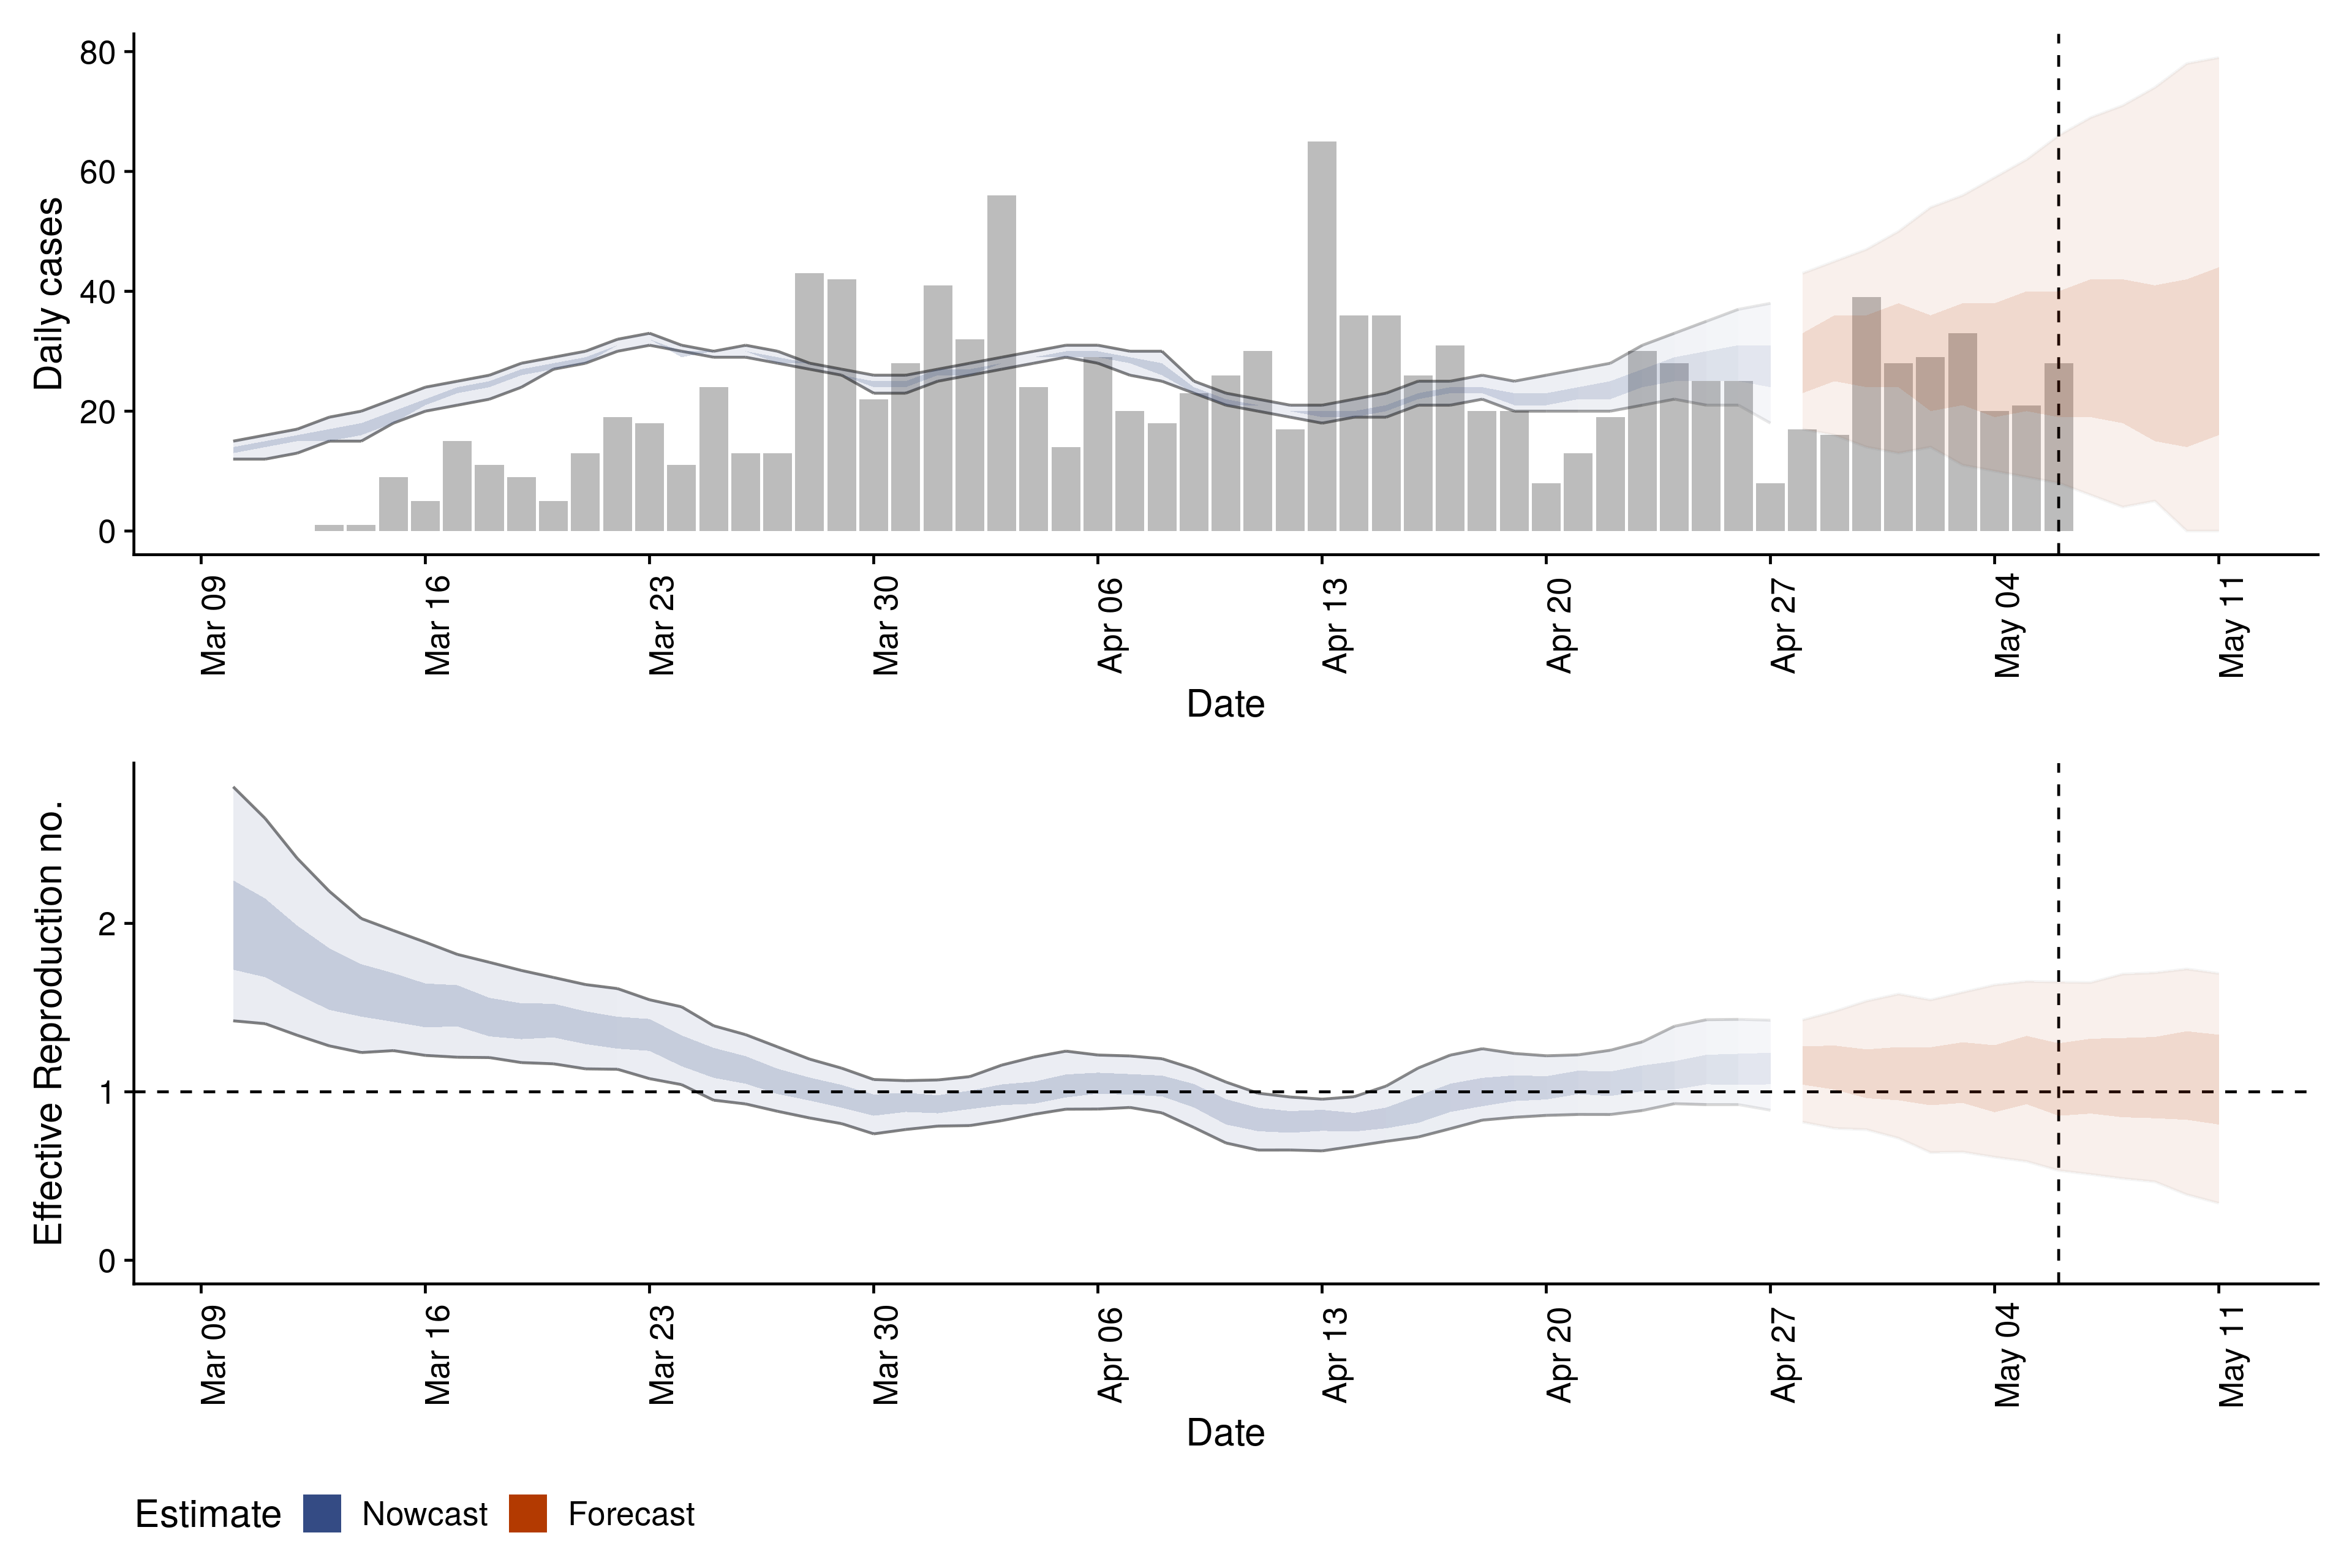 Daily cases
80
60
40
20
0
Mar 09
Mar 16
Mar 23
Mar 30
Apr 06
Apr 13
Apr 20
Apr 27
May 04
May 11
Date
Effective Reproduction no.
2
1
0
Mar 09
Mar 16
Mar 23
Mar 30
Apr 06
Apr 13
Apr 20
Apr 27
May 04
May 11
Date
Estimate Nowcast Forecast